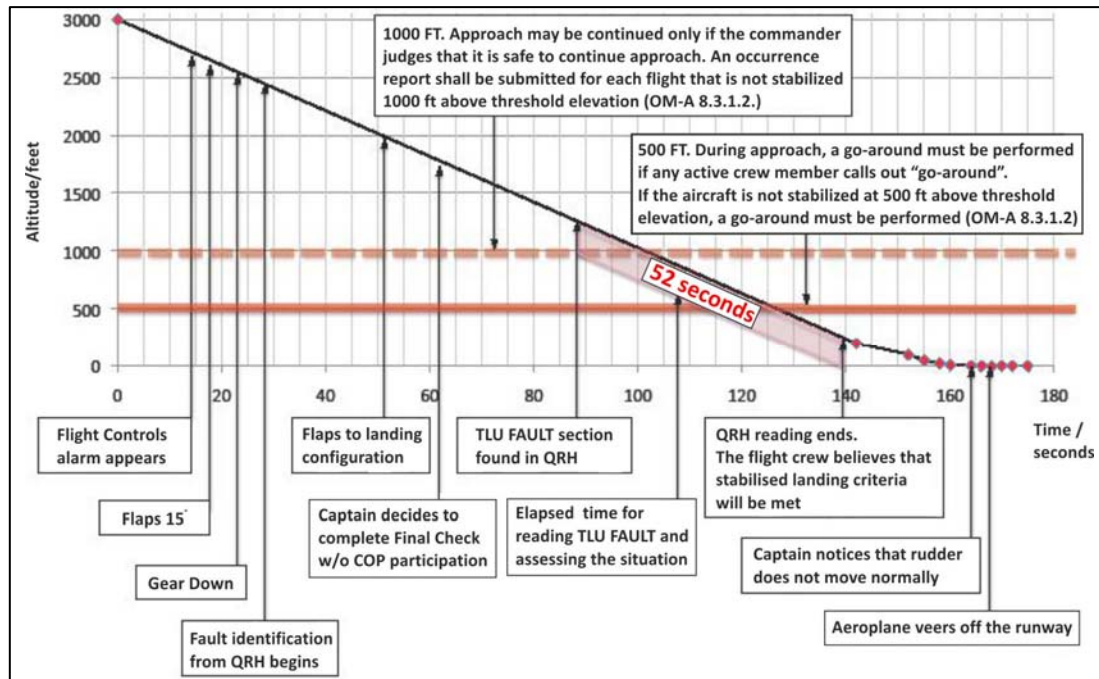 3000
2500
2000
1500
1000
500
0
Altitude/feet
1000 FT. Approach may be continued only if the commander
judges that it is safe to continue approach. An occurrence
report shall be submitted for each flight that is not stabilized
1000 ft above threshold elevation (OM-A 8.3.1.2.)
500 FT. During approach, a go-around must be performed
if any active crew member calls out “go-around”.
If the aircraft is not stabilized at 500 ft above threshold
elevation, a go-around must be performed (OM-A 8.3.1.2)
52 seconds
0 20 40 60 80 100 120 140 160 180
Time /
seconds
Flight Controls
alarm appears
Flaps 15°
Gear Down
Fault identification
from QRH begins
Flaps to landing
configuration
Captain decides to
complete Final Check
w/o COP participation
TLU FAULT section
found in QRH
Elapsed time for
reading TLU FAULT and
assessing the situation
QRH reading ends.
The flight crew believes that
stabilised landing criteria
will be met
Captain notices that rudder
does not move normally
Aeroplane veers off the runway